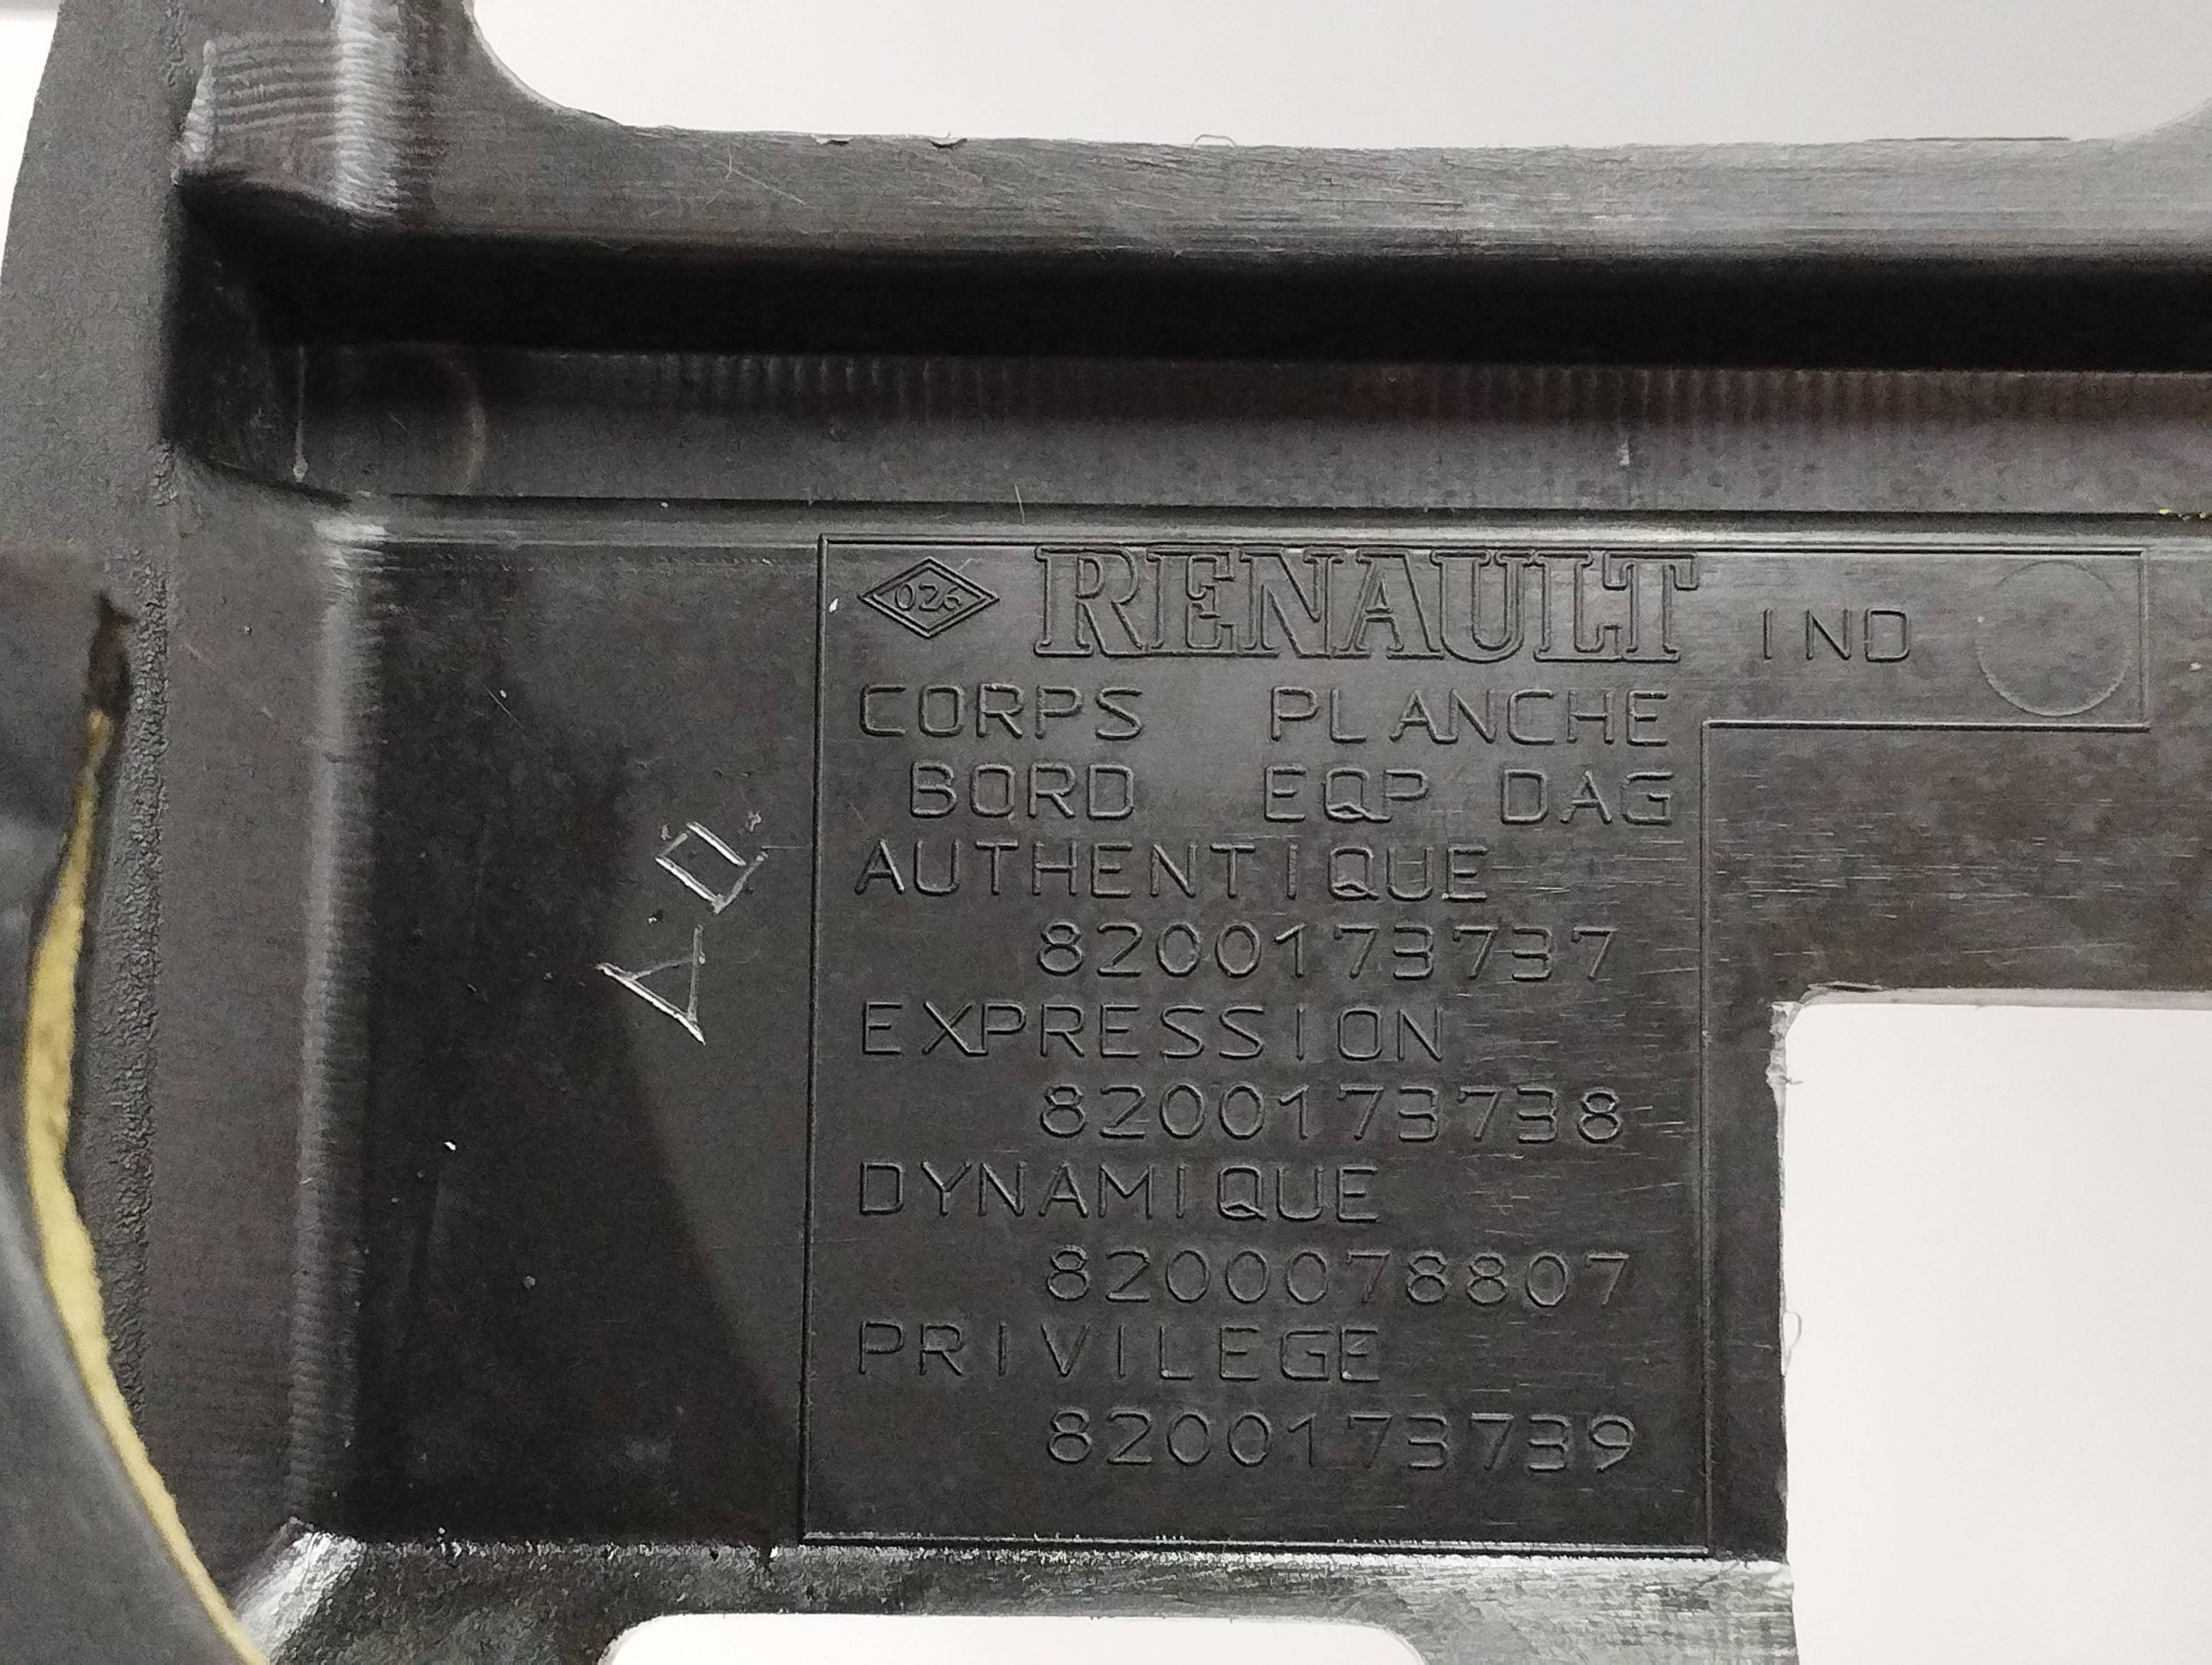 026 RENAULT IND
CORPS PLANCHE
BORD EQP DAG
AUTHENTIQUE
8200173737
EXPRESSION
8200173738
DYNAMIQUE
8200078807
PRIVILEGE
8200173739